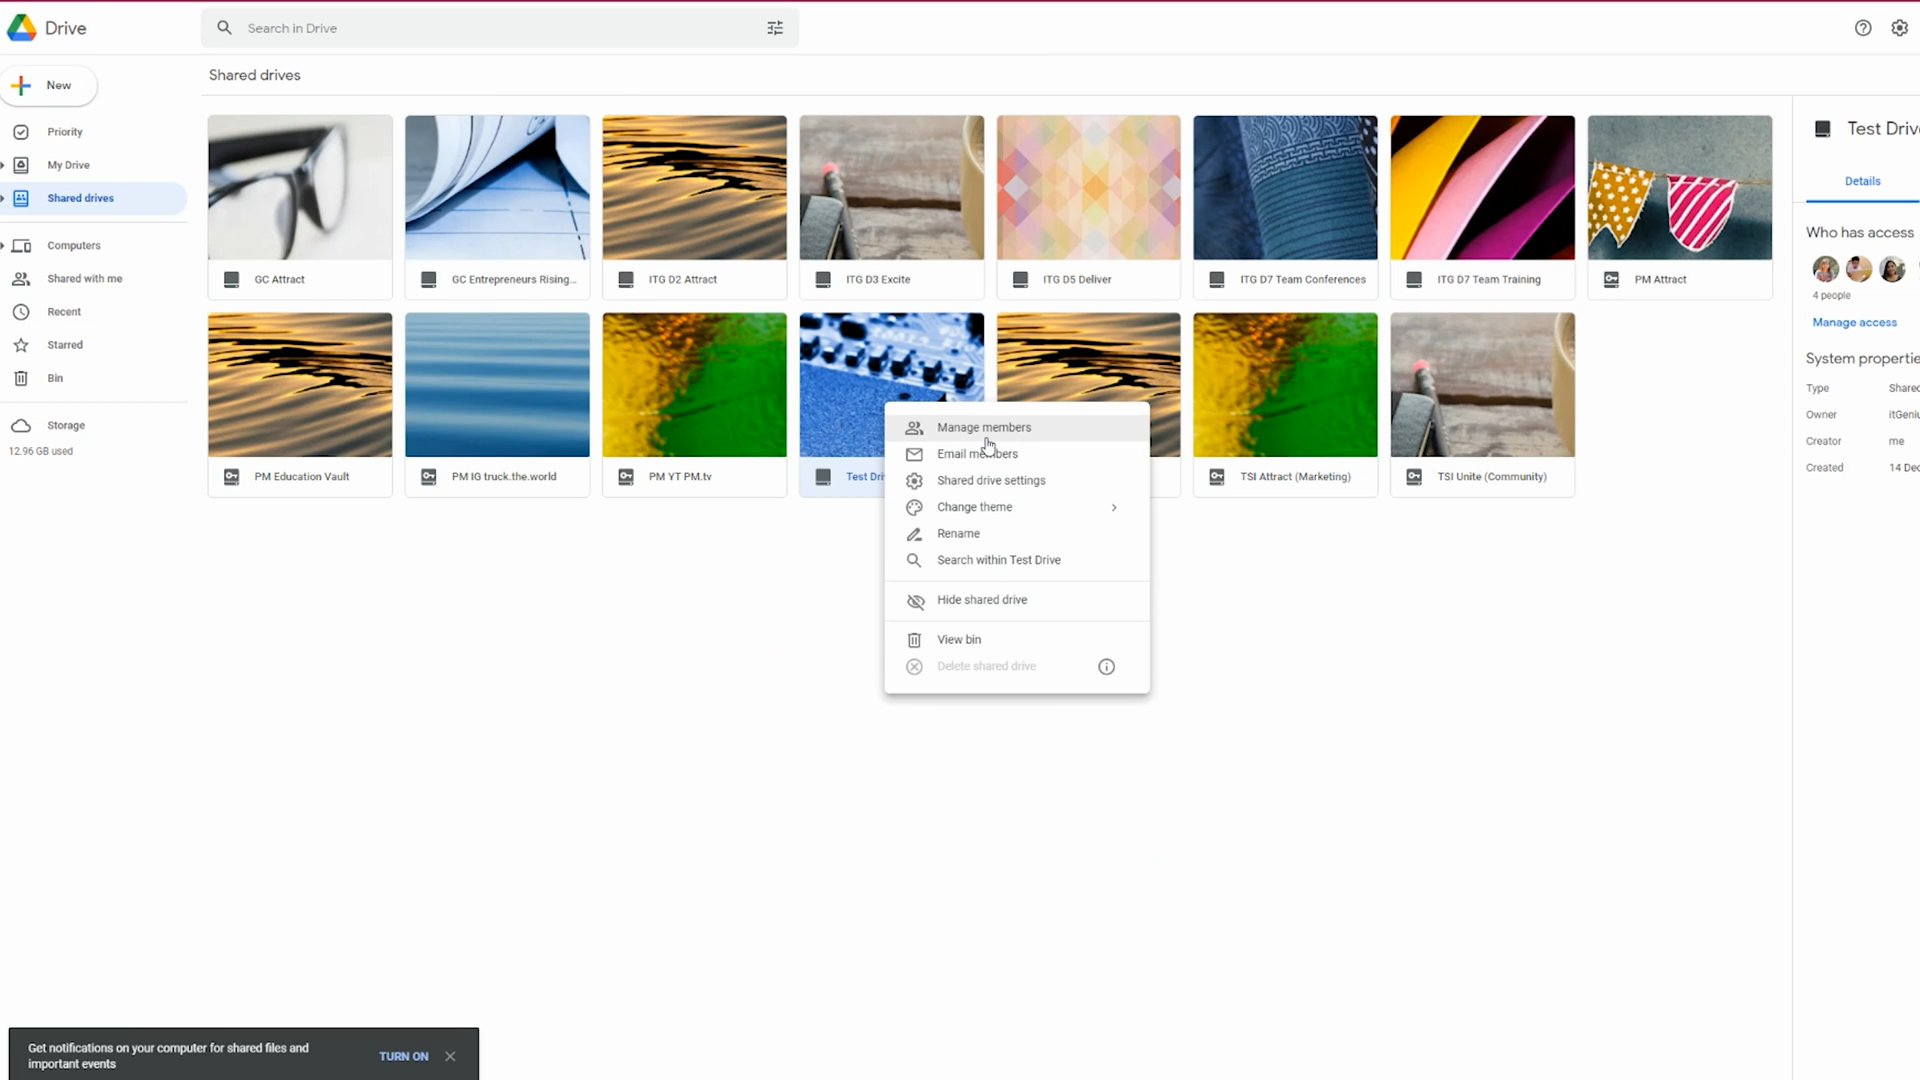 Drive
Search in Drive
New
Shared drives
Priority
My Drive
Shared drives
Computers
Shared with me
Recent
Starred
Bin
Storage
12.96 GB used
GC Attract
GC Entrepreneurs Rising...
ITG D2 Attract
ITG D3 Excite
ITG D5 Deliver
ITG D7 Team Conferences
ITG D7 Team Training
PM Attract
PM Education Vault
PM IG truck.the.world
PM YT PM.tv
Test Dri
TSI Attract (Marketing)
TSI Unite (Community)
Manage members
Email members
Shared drive settings
Change theme
Rename
Search within Test Drive
Hide shared drive
View bin
Delete shared drive
Test Driv
Details
Who has access
4 people
Manage access
System propertie
Type Shared
Owner itGeniu
Creator me
Created 14 Dec
Get notifications on your computer for shared files and
important events
TURN ON